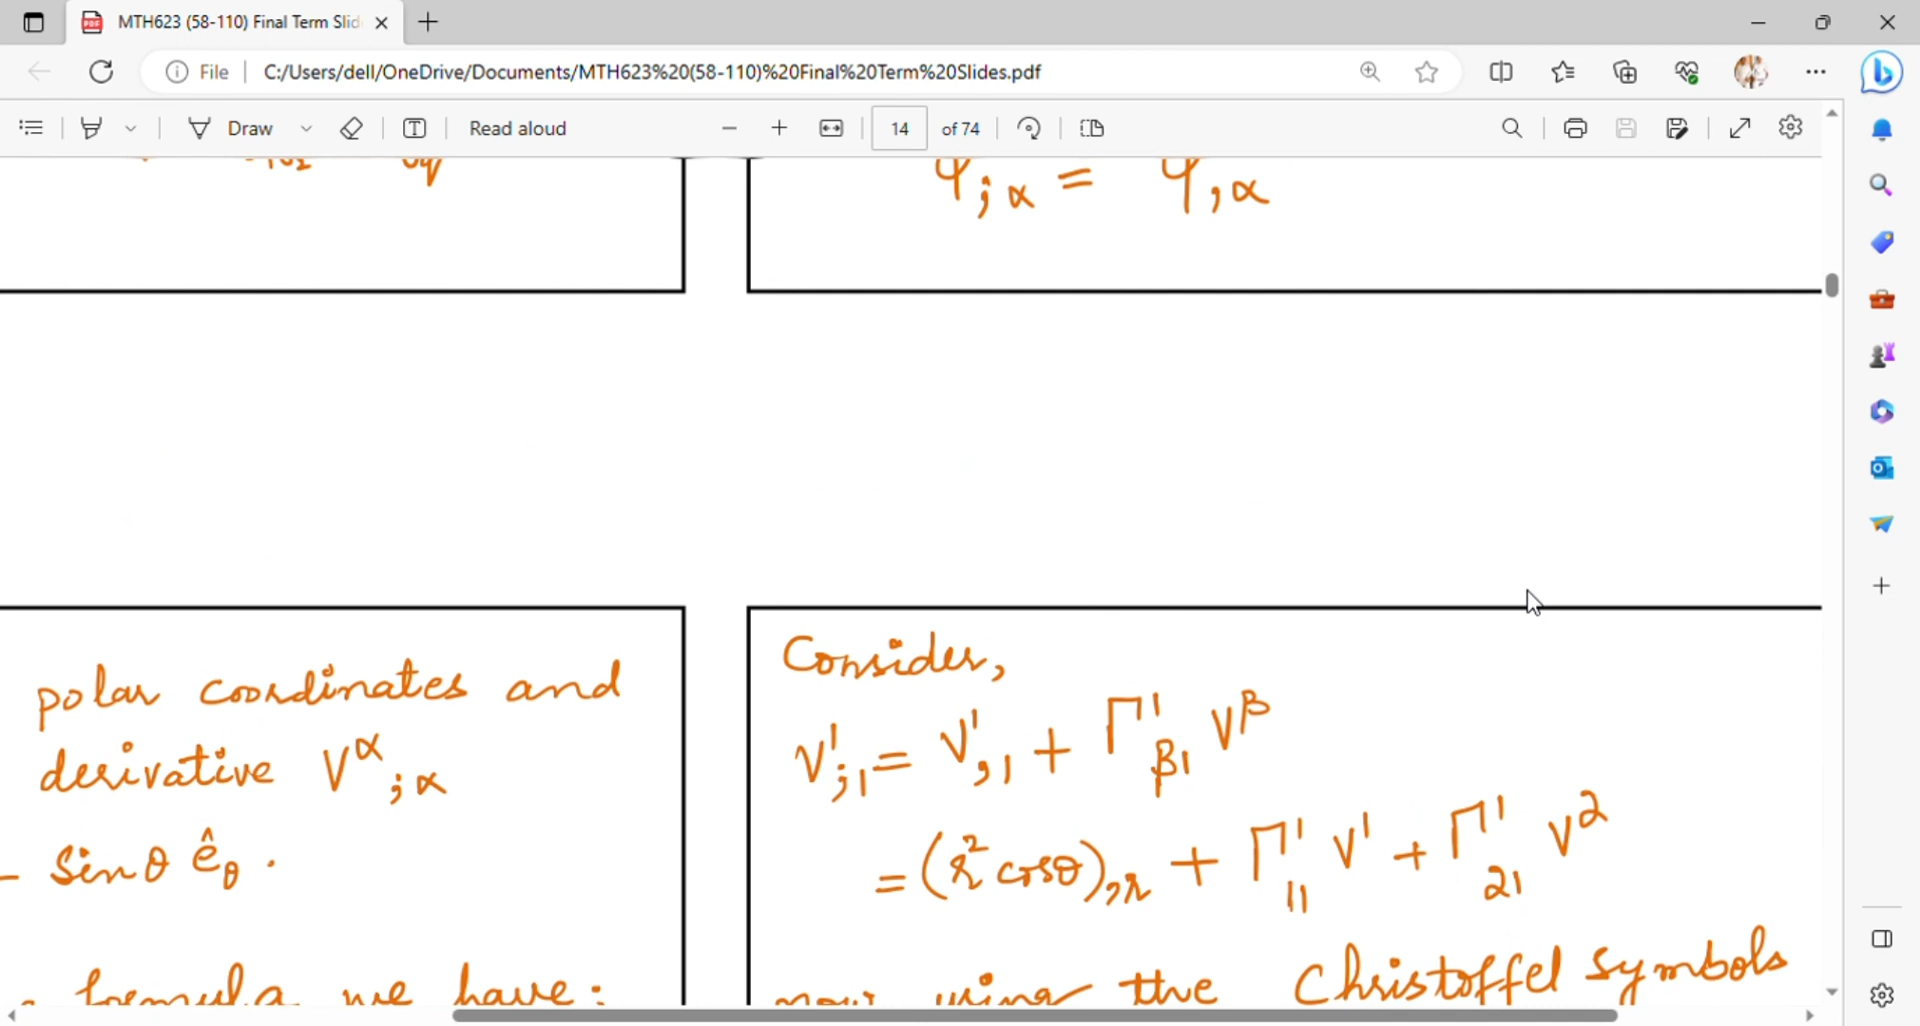 MTH623 (58-110) Final Term Slid
File
C:/Users/dell/OneDrive/Documents/MTH623%20(58-110)%20Final%20Term%20Slides.pdf
Draw
Read aloud
14 of 74
φ;α = φ,α
polar coordinates and
derivative V^α ;α
- Sinθ ê_θ .
formula we have :
Consider,
V^1;1 = V^1,1 + Γ^1_β1 V^β
= (r^2 cosθ),r + Γ^1_11 V^1 + Γ^1_21 V^2
now using the Christoffel symbols